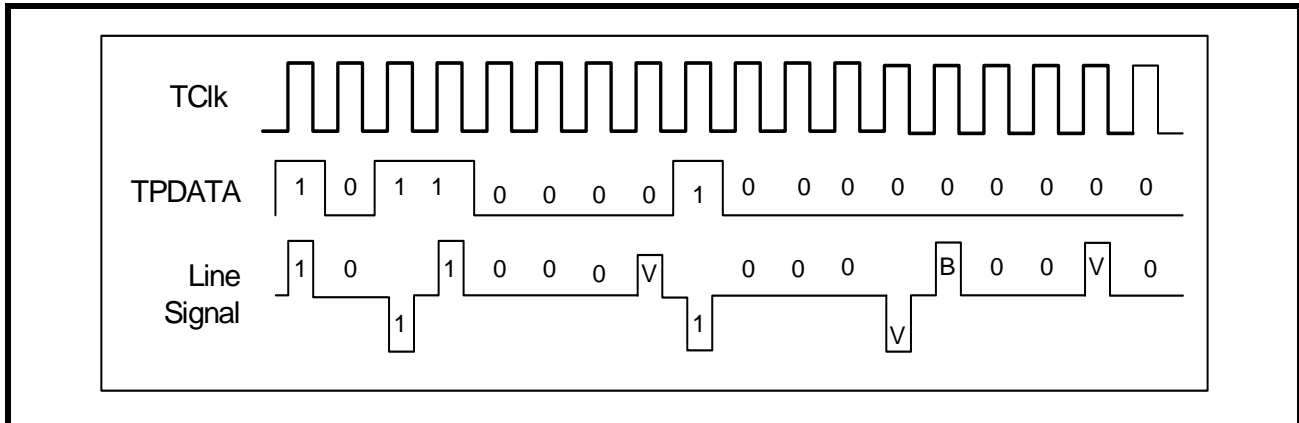 TClk
TPDATA 1 0 1 1 0 0 0 0 1 0 0 0 0 0 0 0 0 0
Line Signal 1 0 1 1 0 0 0 V 1 0 0 0 V B 0 0 V 0